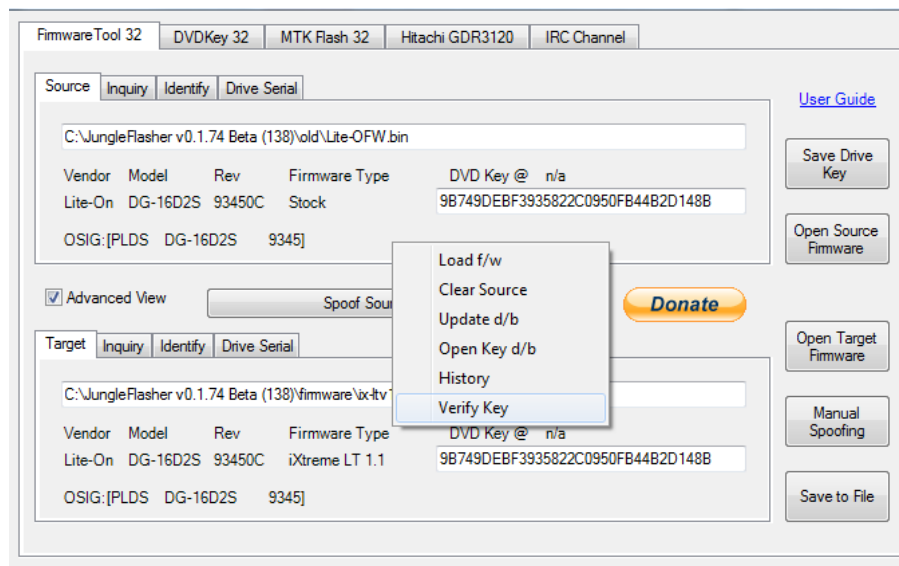 FirmwareTool 32 DVDKey 32 MTK Flash 32 Hitachi GDR3120 IRC Channel
Source Inquiry Identify Drive Serial
User Guide
C:\JungleFlasher v0.1.74 Beta (138)\old\Lite-OFW.bin
Save Drive
Key
Vendor Model Rev Firmware Type DVD Key @ n/a
Lite-On DG-16D2S 93450C Stock 9B749DEBF3935822C0950FB44B2D148B
Open Source
Firmware
OSIG:[PLDS DG-16D2S 9345]
Load f/w
Clear Source
Update d/b
Open Key d/b
History
Verify Key
Advanced View Spoof Sou Donate
Target Inquiry Identify Drive Serial
Open Target
Firmware
C:\JungleFlasher v0.1.74 Beta (138)\firmware\ix-ltv
Manual
Spoofing
Vendor Model Rev Firmware Type DVD Key @ n/a
Lite-On DG-16D2S 93450C iXtreme LT 1.1 9B749DEBF3935822C0950FB44B2D148B
OSIG:[PLDS DG-16D2S 9345]
Save to File